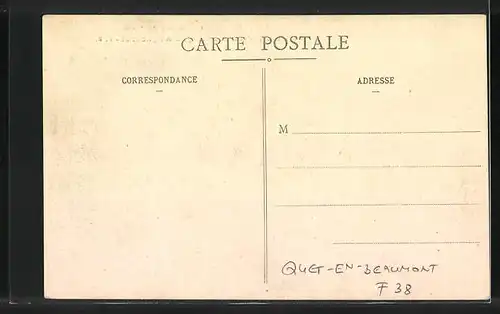 CARTE POSTALE
CORRESPONDANCE
ADRESSE
M
QUET-EN-BEAUMONT
F 38